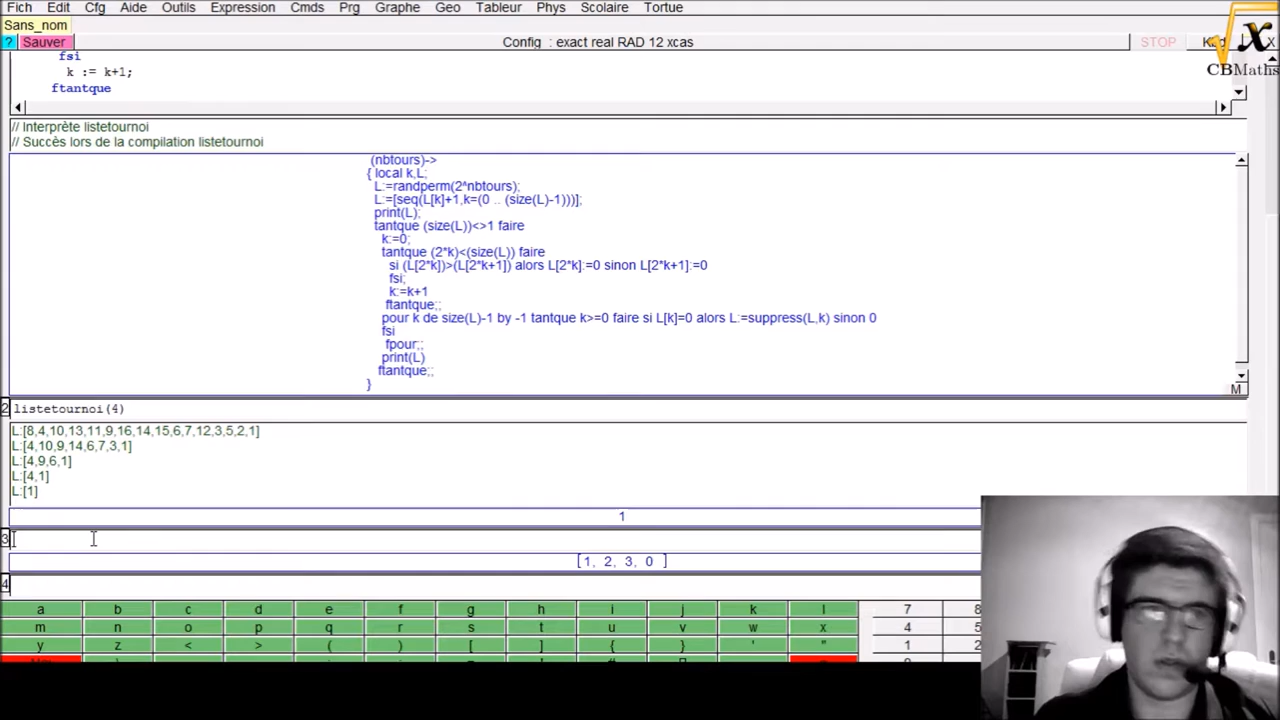 Fich Edit Cfg Aide Outils Expression Cmds Prg Graphe Geo Tableur Phys Scolaire Tortue
Sans_nom
? Sauver Config : exact real RAD 12 xcas STOP
CBMaths
fsi
k := k+1;
ftantque
// Interprète listetournoi
// Succès lors de la compilation listetournoi
(nbtours)->
{ local k,L;
L:=randperm(2^nbtours);
L:=[seq(L[k]+1,k=(0 .. (size(L)-1)))];
print(L);
tantque (size(L))<>1 faire
k:=0;
tantque (2*k)<(size(L)) faire
si (L[2*k])>(L[2*k+1]) alors L[2*k]:=0 sinon L[2*k+1]:=0
fsi;
k:=k+1
ftantque;;
pour k de size(L)-1 by -1 tantque k>=0 faire si L[k]=0 alors L:=suppress(L,k) sinon 0
fsi
fpour;;
print(L)
ftantque;;
}
M
2 listetournoi(4)
L:[8,4,10,13,11,9,16,14,15,6,7,12,3,5,2,1]
L:[4,10,9,14,6,7,3,1]
L:[4,9,6,1]
L:[4,1]
L:[1]
1
3
[1, 2, 3, 0 ]
4
a b c d e f g h i j k l 7 8
m n o p q r s t u v w x 4 5
y z < > ( ) [ ] { } ' " 1 2